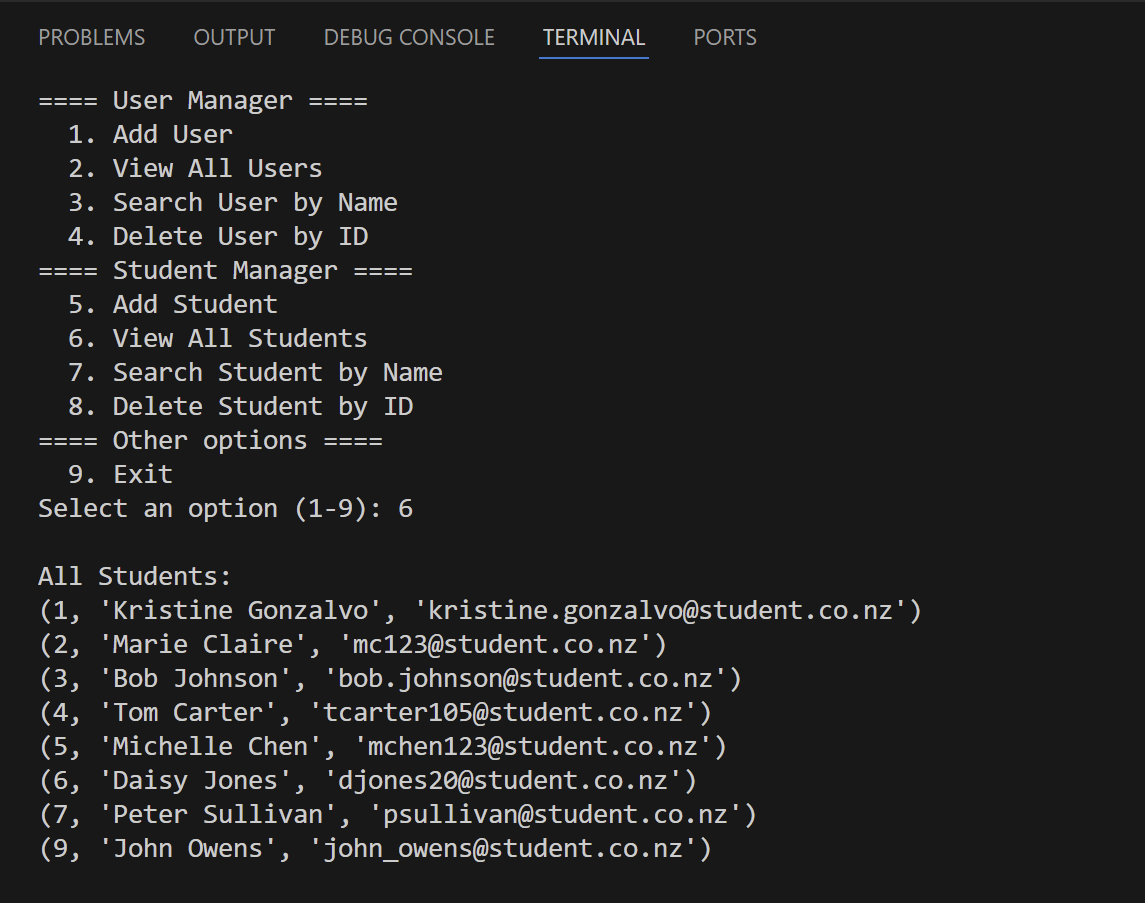 PROBLEMS OUTPUT DEBUG CONSOLE TERMINAL PORTS
==== User Manager ====
  1. Add User
  2. View All Users
  3. Search User by Name
  4. Delete User by ID
==== Student Manager ====
  5. Add Student
  6. View All Students
  7. Search Student by Name
  8. Delete Student by ID
==== Other options ====
  9. Exit
Select an option (1-9): 6

All Students:
(1, 'Kristine Gonzalvo', 'kristine.gonzalvo@student.co.nz')
(2, 'Marie Claire', 'mc123@student.co.nz')
(3, 'Bob Johnson', 'bob.johnson@student.co.nz')
(4, 'Tom Carter', 'tcarter105@student.co.nz')
(5, 'Michelle Chen', 'mchen123@student.co.nz')
(6, 'Daisy Jones', 'djones20@student.co.nz')
(7, 'Peter Sullivan', 'psullivan@student.co.nz')
(9, 'John Owens', 'john_owens@student.co.nz')